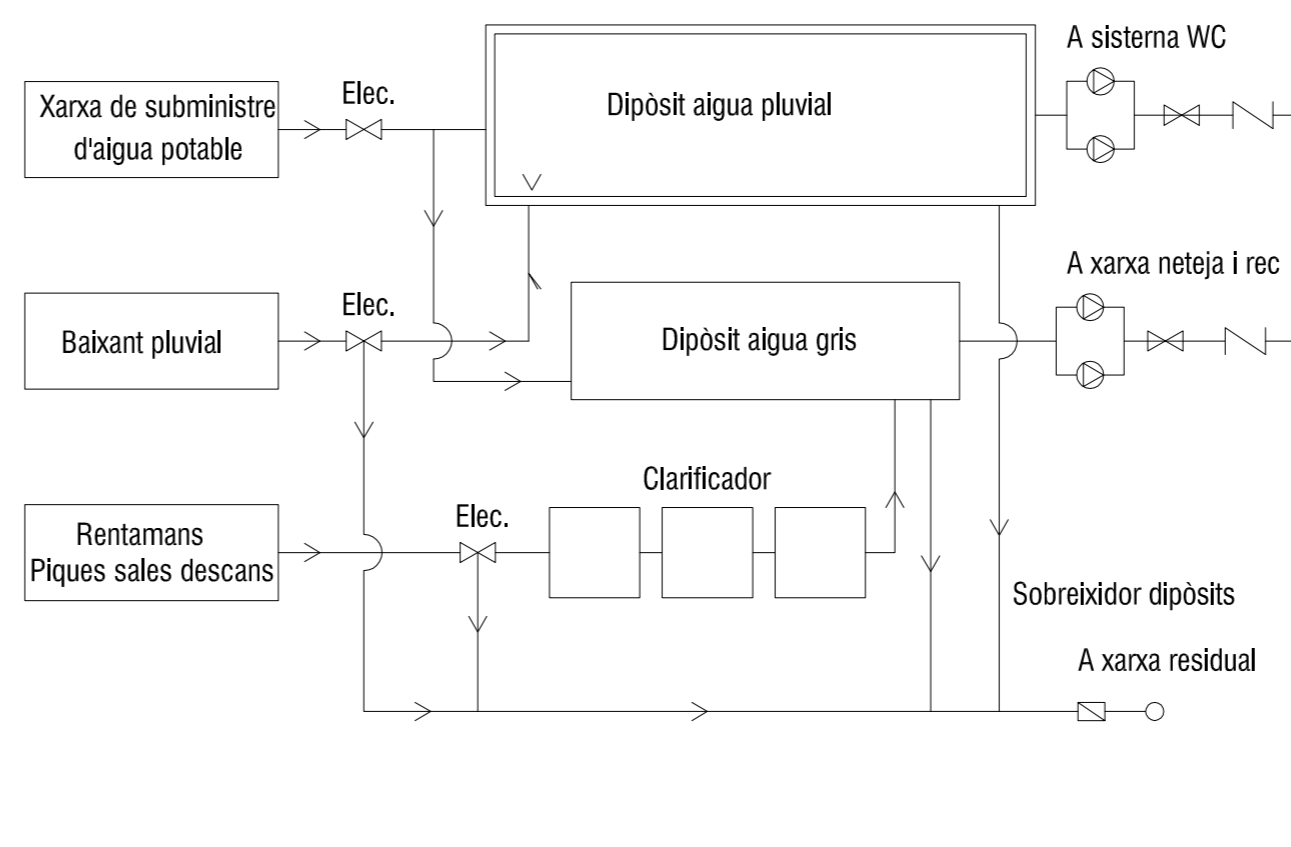 A sisterna WC
Elec.
Xarxa de subministre
d'aigua potable
Dipòsit aigua pluvial
A xarxa neteja i rec
Elec.
Baixant pluvial
Dipòsit aigua gris
Clarificador
Elec.
Rentamans
Piques sales descans
Sobreixidor dipòsits
A xarxa residual